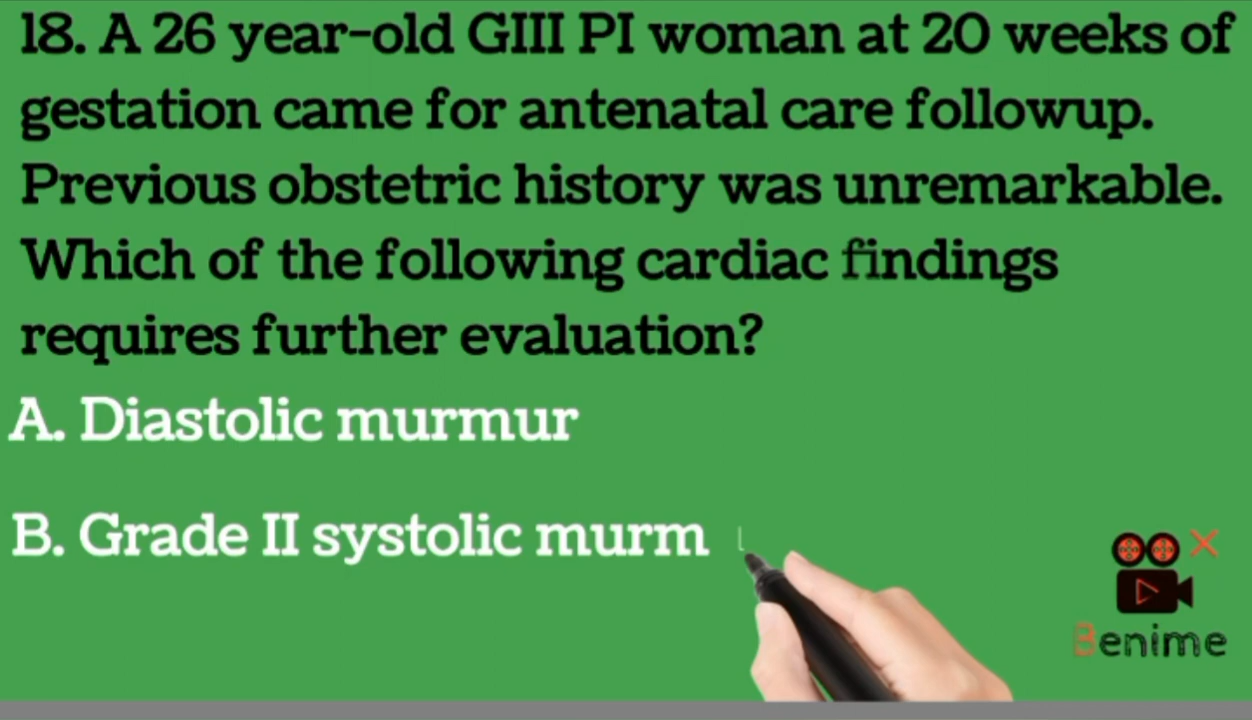 18. A 26 year-old GIII PI woman at 20 weeks of
gestation came for antenatal care followup.
Previous obstetric history was unremarkable.
Which of the following cardiac findings
requires further evaluation?
A. Diastolic murmur
B. Grade II systolic murm
Benime